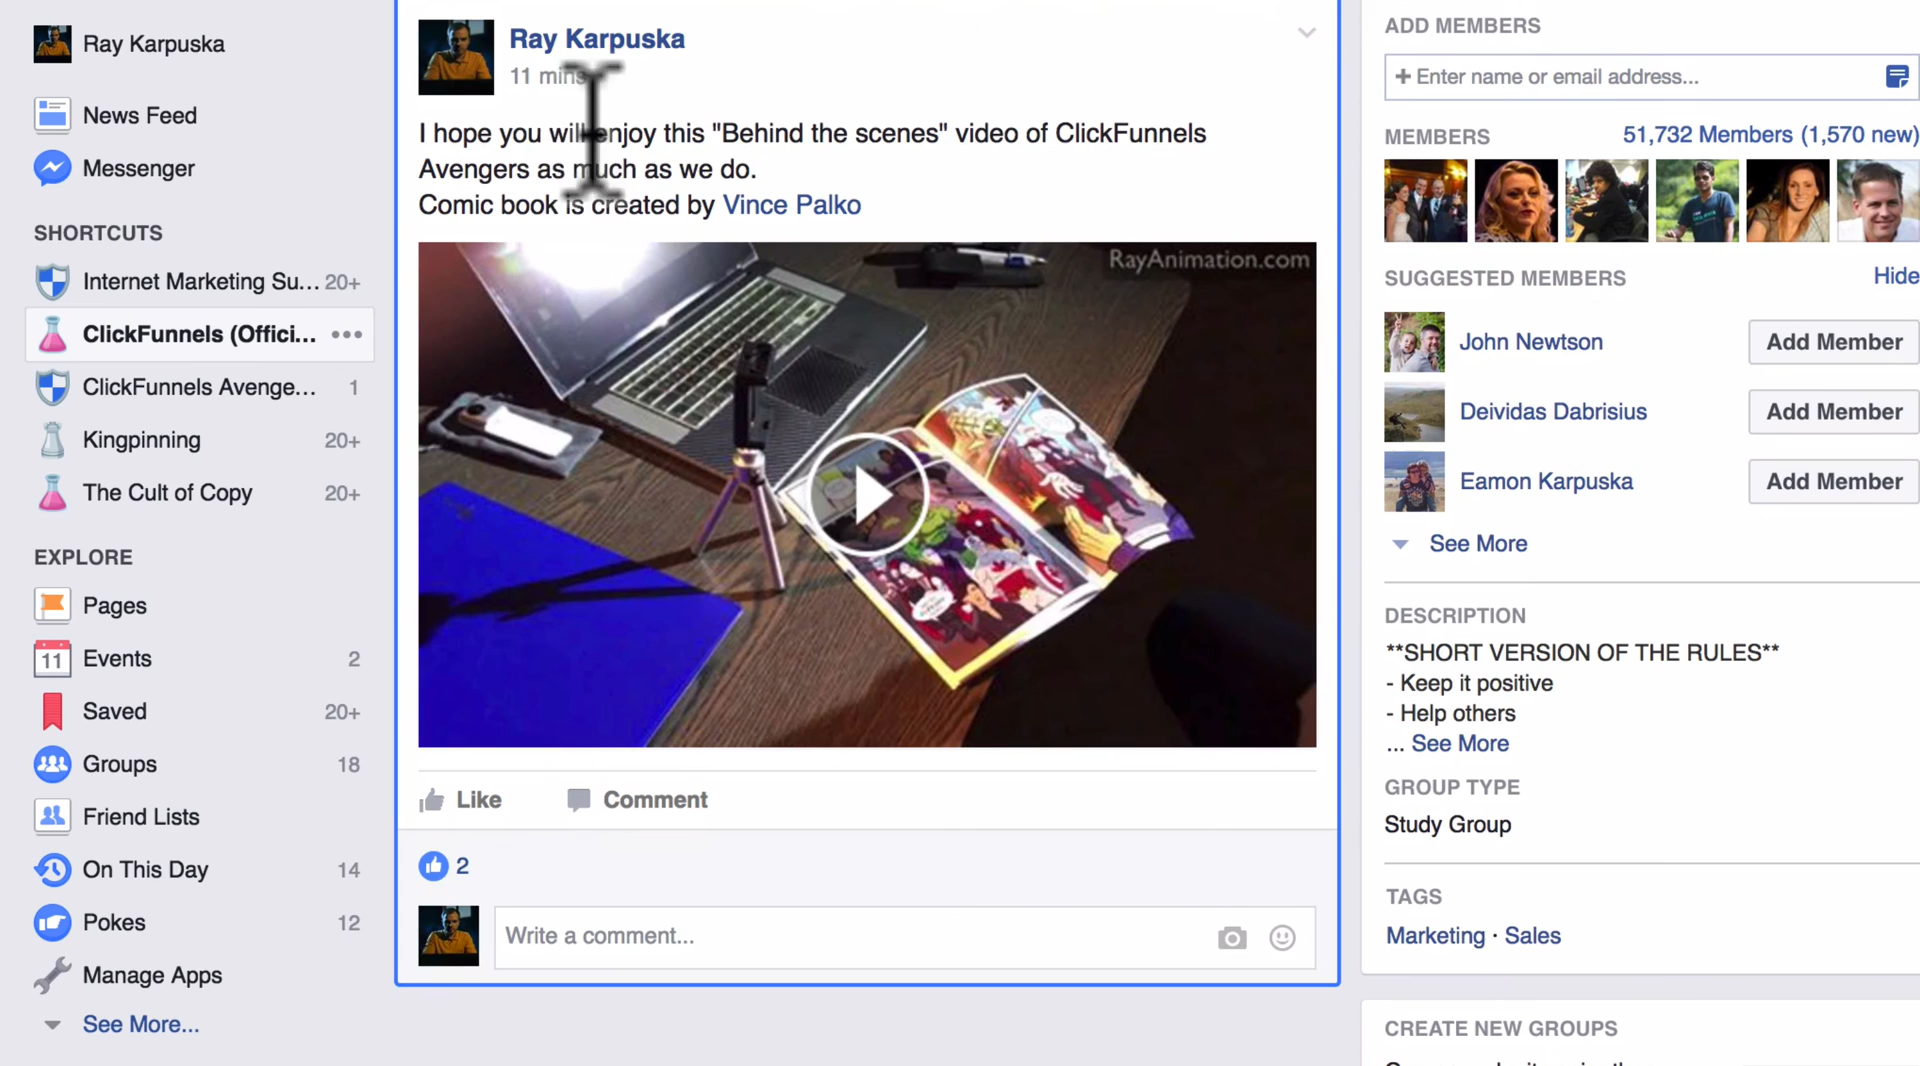 Ray Karpuska
News Feed
Messenger
SHORTCUTS
Internet Marketing Su... 20+
ClickFunnels (Offici...
ClickFunnels Avenge... 1
Kingpinning 20+
The Cult of Copy 20+
EXPLORE
Pages
11 Events 2
Saved 20+
Groups 18
Friend Lists
On This Day 14
Pokes 12
Manage Apps
See More...
Ray Karpuska
11 mins
I hope you will enjoy this "Behind the scenes" video of ClickFunnels
Avengers as much as we do.
Comic book is created by Vince Palko
RayAnimation.com
Like Comment
2
Write a comment...
ADD MEMBERS
+ Enter name or email address...
MEMBERS 51,732 Members (1,570 new)
SUGGESTED MEMBERS Hide
John Newtson Add Member
Deividas Dabrisius Add Member
Eamon Karpuska Add Member
See More
DESCRIPTION
**SHORT VERSION OF THE RULES**
- Keep it positive
- Help others
... See More
GROUP TYPE
Study Group
TAGS
Marketing · Sales
CREATE NEW GROUPS